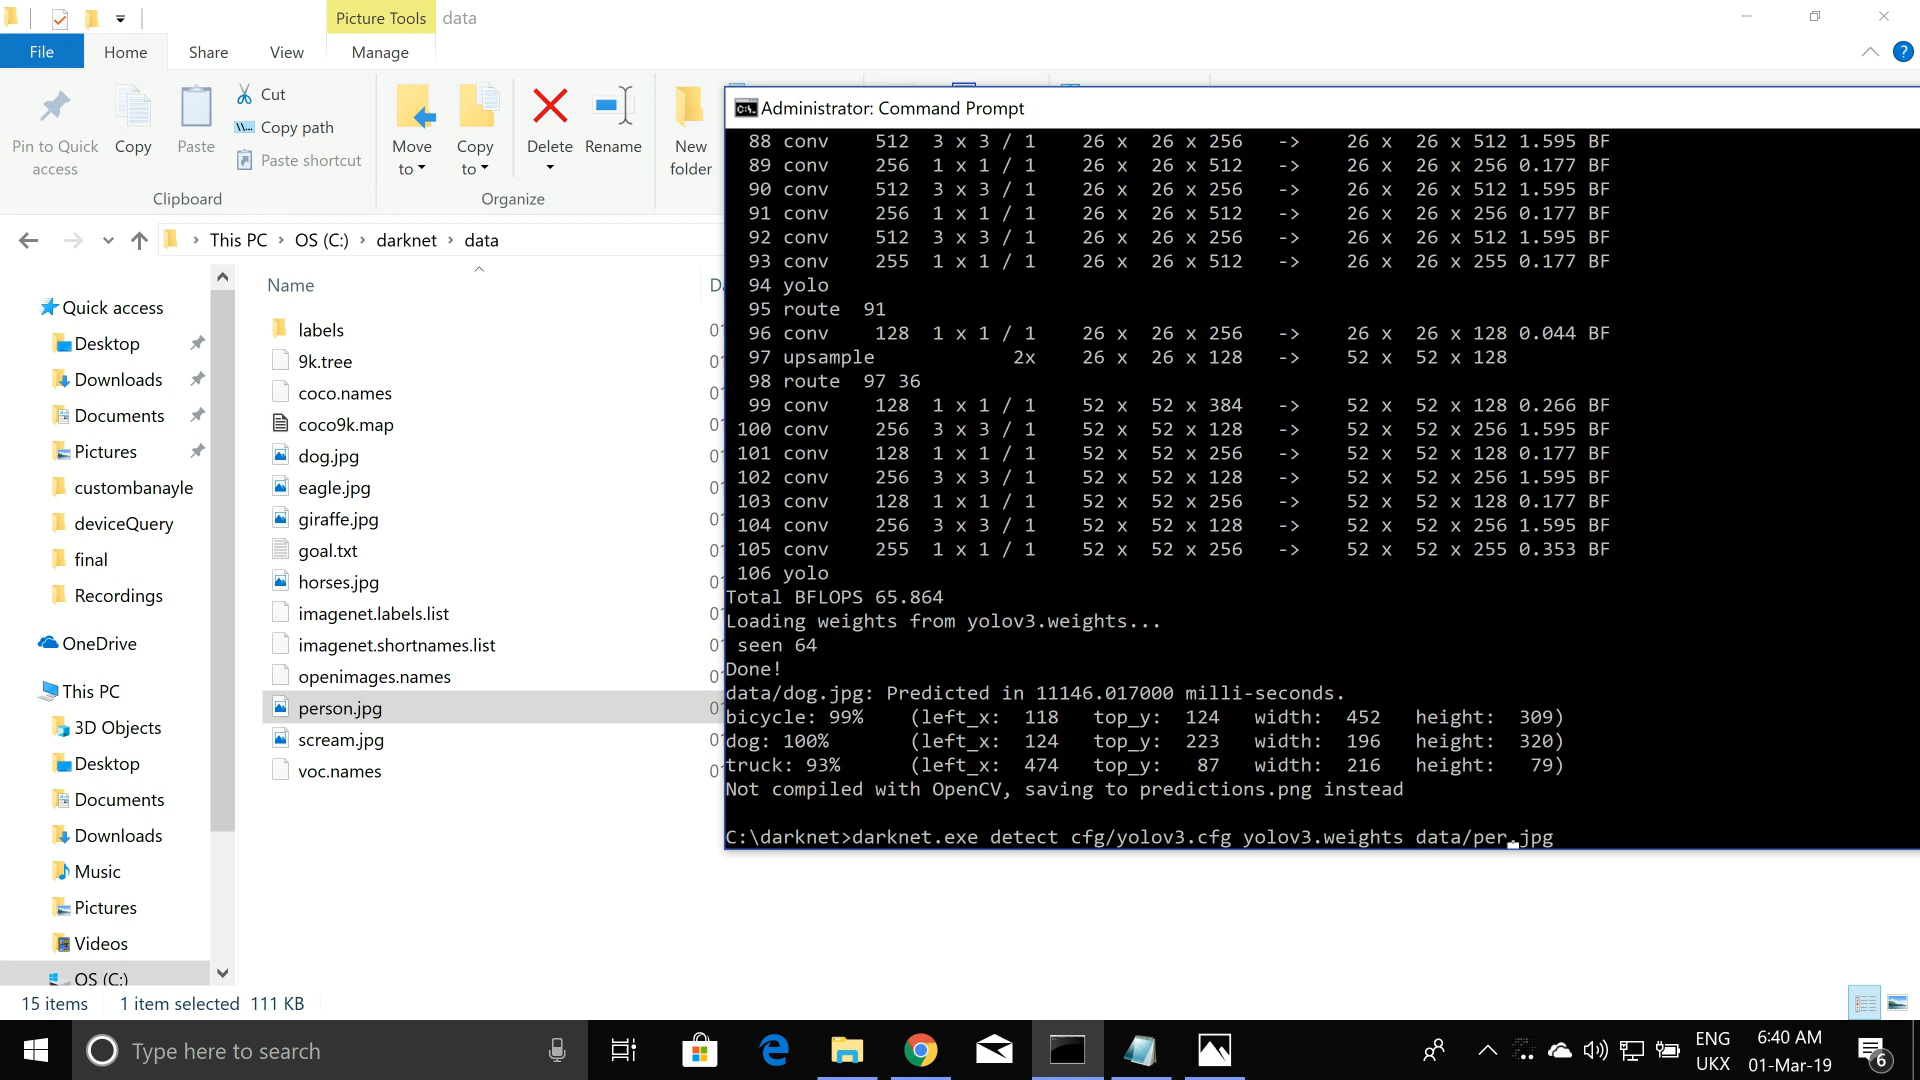 Picture Tools data
File Home Share View Manage
Pin to Quick access
Copy
Paste
Cut
Copy path
Paste shortcut
Clipboard
Move to
Copy to
Delete
Rename
Organize
New folder
This PC › OS (C:) › darknet › data
Quick access
Desktop
Downloads
Documents
Pictures
custombanayle
deviceQuery
final
Recordings
OneDrive
This PC
3D Objects
Desktop
Documents
Downloads
Music
Pictures
Videos
OS (C:)
Name
labels
9k.tree
coco.names
coco9k.map
dog.jpg
eagle.jpg
giraffe.jpg
goal.txt
horses.jpg
imagenet.labels.list
imagenet.shortnames.list
openimages.names
person.jpg
scream.jpg
voc.names
Administrator: Command Prompt
88 conv 512 3 x 3 / 1 26 x 26 x 256 -> 26 x 26 x 512 1.595 BF
89 conv 256 1 x 1 / 1 26 x 26 x 512 -> 26 x 26 x 256 0.177 BF
90 conv 512 3 x 3 / 1 26 x 26 x 256 -> 26 x 26 x 512 1.595 BF
91 conv 256 1 x 1 / 1 26 x 26 x 512 -> 26 x 26 x 256 0.177 BF
92 conv 512 3 x 3 / 1 26 x 26 x 256 -> 26 x 26 x 512 1.595 BF
93 conv 255 1 x 1 / 1 26 x 26 x 512 -> 26 x 26 x 255 0.177 BF
94 yolo
95 route 91
96 conv 128 1 x 1 / 1 26 x 26 x 256 -> 26 x 26 x 128 0.044 BF
97 upsample 2x 26 x 26 x 128 -> 52 x 52 x 128
98 route 97 36
99 conv 128 1 x 1 / 1 52 x 52 x 384 -> 52 x 52 x 128 0.266 BF
100 conv 256 3 x 3 / 1 52 x 52 x 128 -> 52 x 52 x 256 1.595 BF
101 conv 128 1 x 1 / 1 52 x 52 x 256 -> 52 x 52 x 128 0.177 BF
102 conv 256 3 x 3 / 1 52 x 52 x 128 -> 52 x 52 x 256 1.595 BF
103 conv 128 1 x 1 / 1 52 x 52 x 256 -> 52 x 52 x 128 0.177 BF
104 conv 256 3 x 3 / 1 52 x 52 x 128 -> 52 x 52 x 256 1.595 BF
105 conv 255 1 x 1 / 1 52 x 52 x 256 -> 52 x 52 x 255 0.353 BF
106 yolo
Total BFLOPS 65.864
Loading weights from yolov3.weights...
seen 64
Done!
data/dog.jpg: Predicted in 11146.017000 milli-seconds.
bicycle: 99% (left_x: 118 top_y: 124 width: 452 height: 309)
dog: 100% (left_x: 124 top_y: 223 width: 196 height: 320)
truck: 93% (left_x: 474 top_y: 87 width: 216 height: 79)
Not compiled with OpenCV, saving to predictions.png instead
C:\darknet>darknet.exe detect cfg/yolov3.cfg yolov3.weights data/per.jpg
15 items 1 item selected 111 KB
Type here to search
ENG
UKX
6:40 AM
01-Mar-19
6